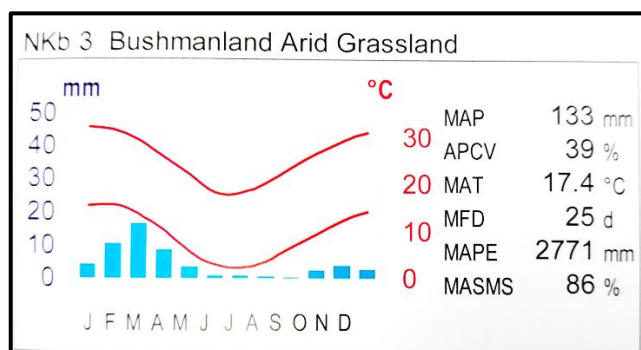 NKb 3 Bushmanland Arid Grassland
mm
50
40
30
20
10
0
°C
30
20
10
0
J F M A M J J A S O N D
MAP 133 mm
APCV 39 %
MAT 17.4 °C
MFD 25 d
MAPE 2771 mm
MASMS 86 %